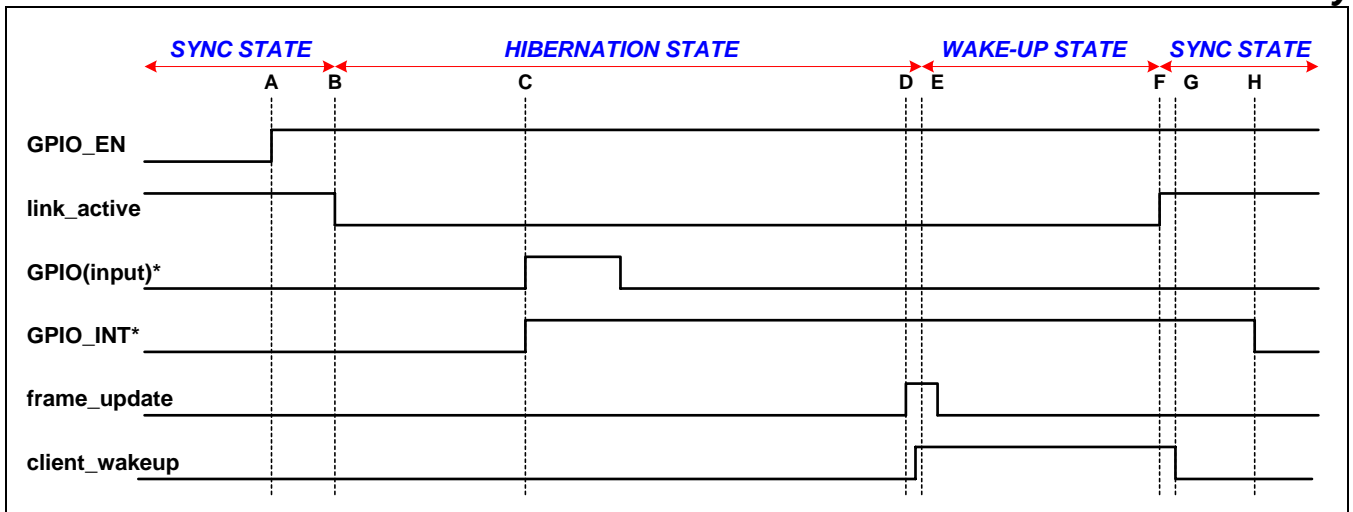 y
SYNC STATE HIBERNATION STATE WAKE-UP STATE SYNC STATE
A B C D E F G H
GPIO_EN
link_active
GPIO(input)*
GPIO_INT*
frame_update
client_wakeup